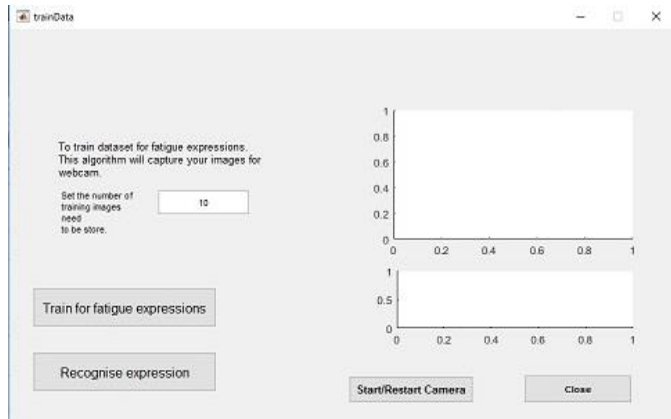 trainData
To train dataset for fatigue expressions.
This algorithm will capture your images for
webcam.
Set the number of
training images
need
to be store.
10
Train for fatigue expressions
Recognise expression
1
0.8
0.6
0.4
0.2
0
0 0.2 0.4 0.6 0.8 1
1
0.5
0
0 0.2 0.4 0.6 0.8 1
Start/Restart Camera
Close